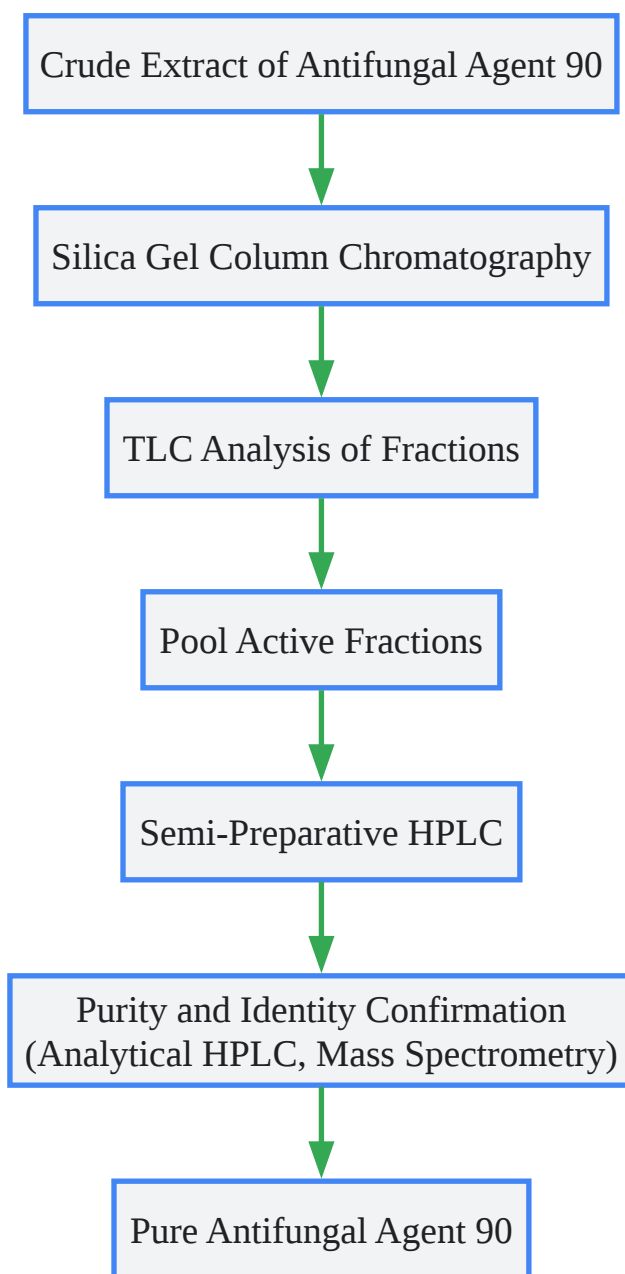 Crude Extract of Antifungal Agent 90
Silica Gel Column Chromatography
TLC Analysis of Fractions
Pool Active Fractions
Semi-Preparative HPLC
Purity and Identity Confirmation
(Analytical HPLC, Mass Spectrometry)
Pure Antifungal Agent 90